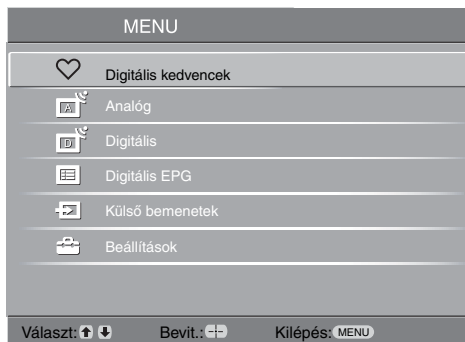 MENU
Digitális kedvencek
A Analóg
D Digitális
Digitális EPG
Külső bemenetek
Beállítások
Választ: Bevit.: Kilépés: MENU